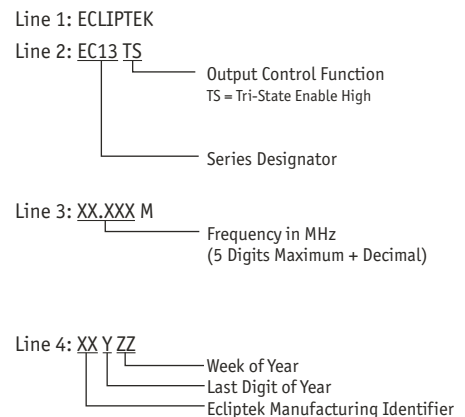 Line 1: ECLIPTEK
Line 2: EC13 TS
Output Control Function
TS = Tri-State Enable High
Series Designator
Line 3: XX.XXX M
Frequency in MHz
(5 Digits Maximum + Decimal)
Line 4: XX Y ZZ
Week of Year
Last Digit of Year
Ecliptek Manufacturing Identifier